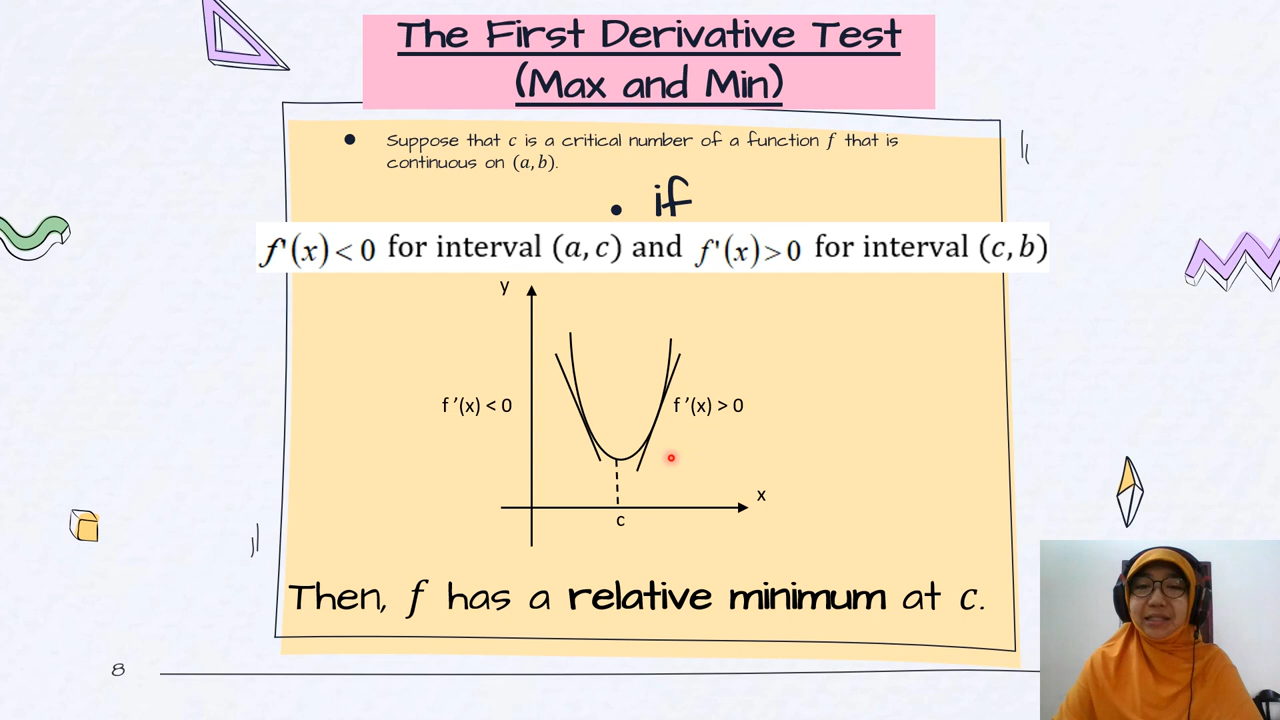 The First Derivative Test
(Max and Min)
● Suppose that c is a critical number of a function f that is
continuous on (a, b).
• if
f'(x) < 0 for interval (a, c) and f'(x) > 0 for interval (c, b)
y
f ’(x) < 0
f ’(x) > 0
x
c
Then, f has a relative minimum at c.
8